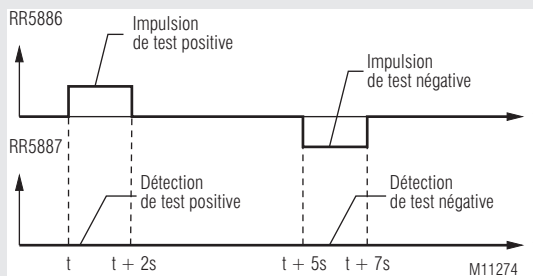 RR5886
Impulsion
de test positive
Impulsion
de test négative
RR5887
Détection
de test positive
Détection
de test négative
t
t + 2s
t + 5s
t + 7s
M11274